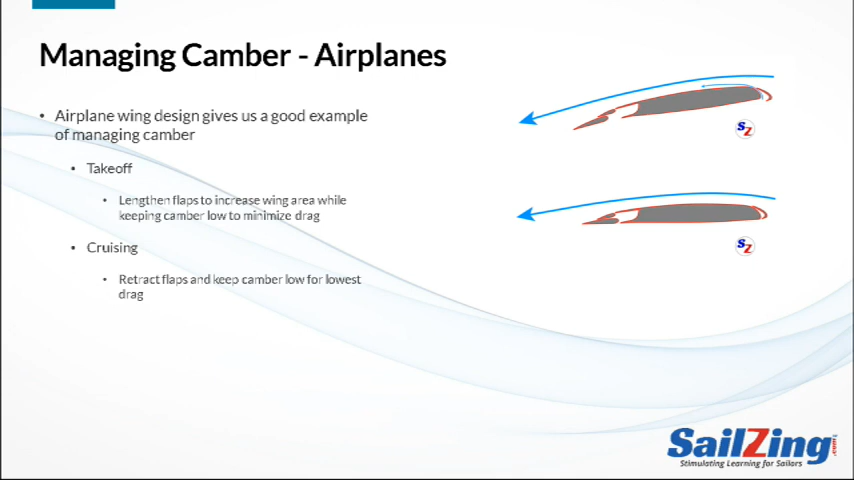 Managing Camber - Airplanes
• Airplane wing design gives us a good example
of managing camber
• Takeoff
• Lengthen flaps to increase wing area while
keeping camber low to minimize drag
• Cruising
• Retract flaps and keep camber low for lowest
drag
SZ
SZ
SailZing.com
Stimulating Learning for Sailors